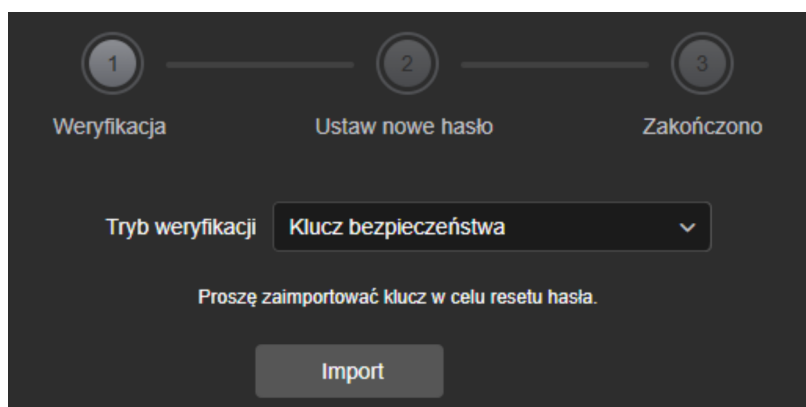 1 2 3
Weryfikacja Ustaw nowe hasło Zakończono
Tryb weryfikacji Klucz bezpieczeństwa
Proszę zaimportować klucz w celu resetu hasła.
Import